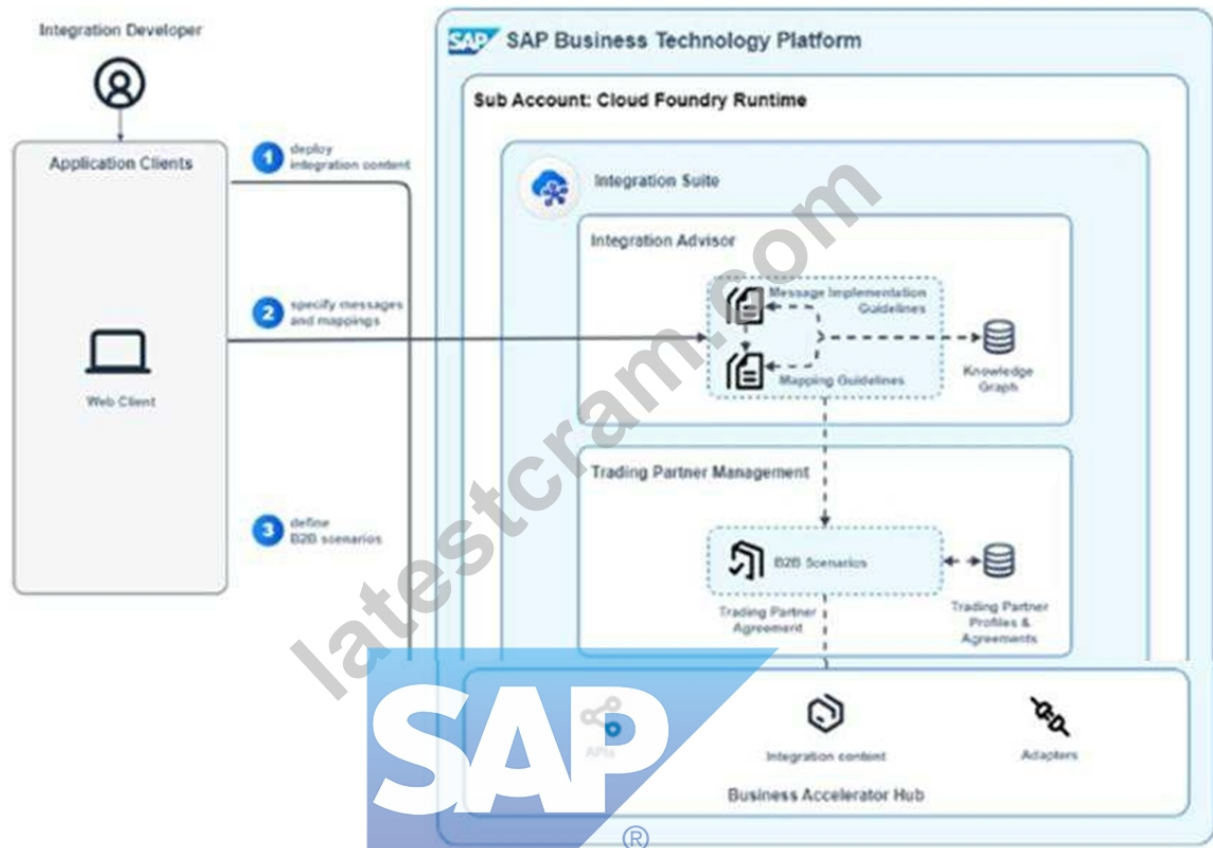 Integration Developer
SAP SAP Business Technology Platform
Sub Account: Cloud Foundry Runtime
Application Clients
1 deploy
integration content
Integration Suite
Integration Advisor
2 specify messages
and mappings
Message Implementation
Guidelines
Mapping Guidelines
Knowledge
Graph
Web Client
Trading Partner Management
3 define
B2B scenarios
B2B Scenarios
Trading Partner
Agreement
Trading Partner
Profiles &
Agreements
SAP
®
APIs
Integration content
Adapters
Business Accelerator Hub
latestcram.com